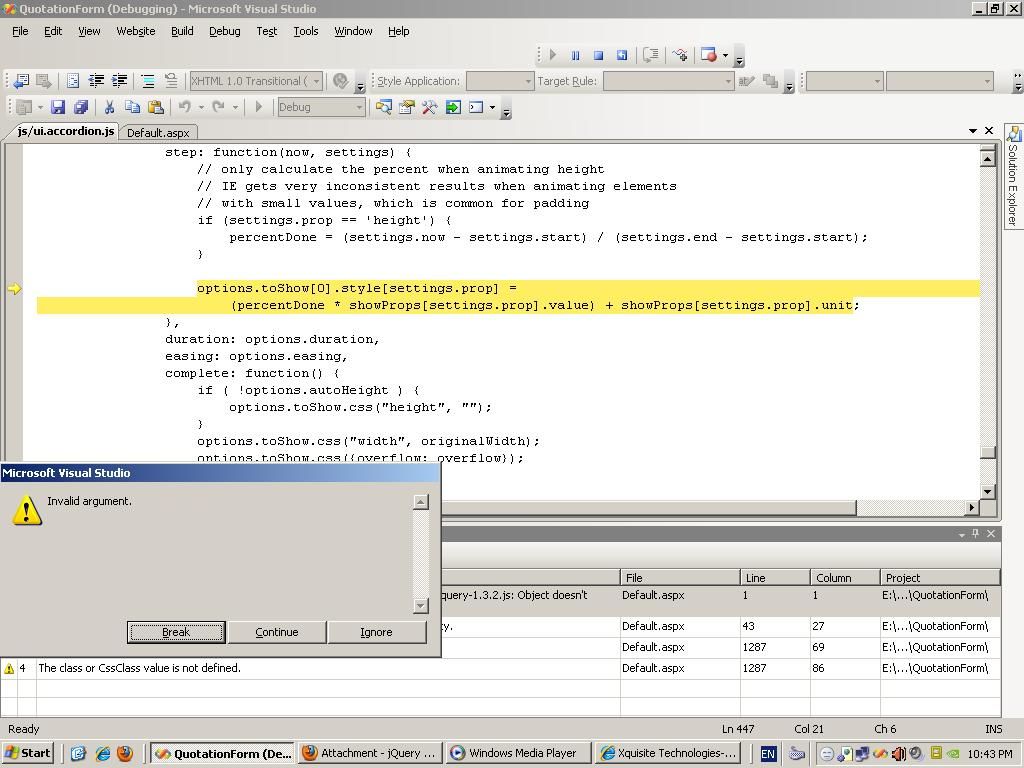 QuotationForm (Debugging) - Microsoft Visual Studio
File Edit View Website Build Debug Test Tools Window Help
XHTML 1.0 Transitional ( Style Application: Target Rule:
Debug
js/ui.accordion.js Default.aspx
Solution Explorer
step: function(now, settings) {
// only calculate the percent when animating height
// IE gets very inconsistent results when animating elements
// with small values, which is common for padding
if (settings.prop == 'height') {
percentDone = (settings.now - settings.start) / (settings.end - settings.start);
}
options.toShow[0].style[settings.prop] =
(percentDone * showProps[settings.prop].value) + showProps[settings.prop].unit;
},
duration: options.duration,
easing: options.easing,
complete: function() {
if ( !options.autoHeight ) {
options.toShow.css("height", "");
}
options.toShow.css("width", originalWidth);
options.toShow.css({overflow: overflow});
Microsoft Visual Studio
Invalid argument.
Break Continue Ignore
File Line Column Project
query-1.3.2.js: Object doesn't Default.aspx 1 1 E:\...\QuotationForm\
y. Default.aspx 43 27 E:\...\QuotationForm\
Default.aspx 1287 69 E:\...\QuotationForm\
4 The class or CssClass value is not defined. Default.aspx 1287 86 E:\...\QuotationForm\
Ready Ln 447 Col 21 Ch 6 INS
Start QuotationForm (De... Attachment - jQuery ... Windows Media Player Xquisite Technologies-... EN 10:43 PM